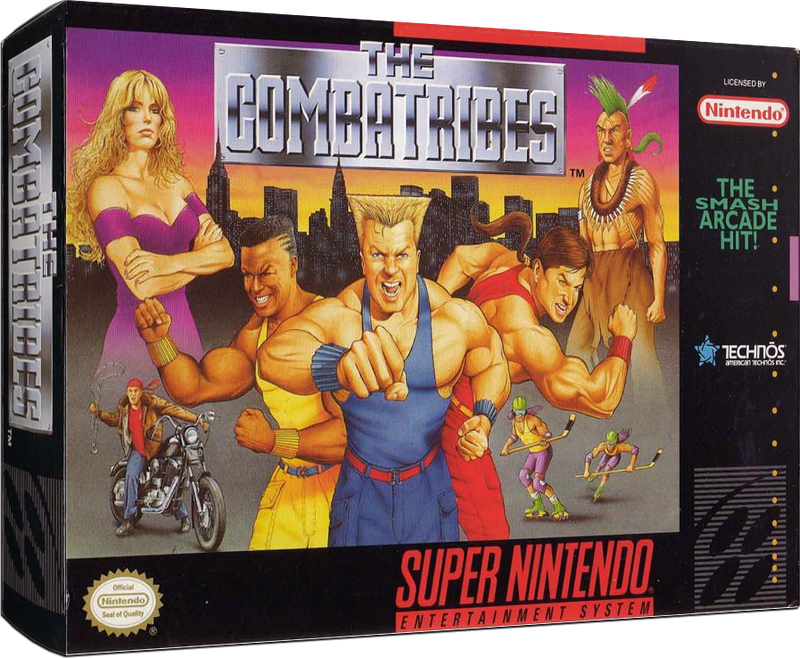 THE
COMBATRIBES
TM
THE
COMBATRIBES
TM
LICENSED BY
Nintendo®
THE
SMASH
ARCADE
HIT!
TECHNŌS
AMERICAN TECHNŌS INC.
Official
Nintendo
Seal of Quality
®
SUPER NINTENDO®
ENTERTAINMENT SYSTEM